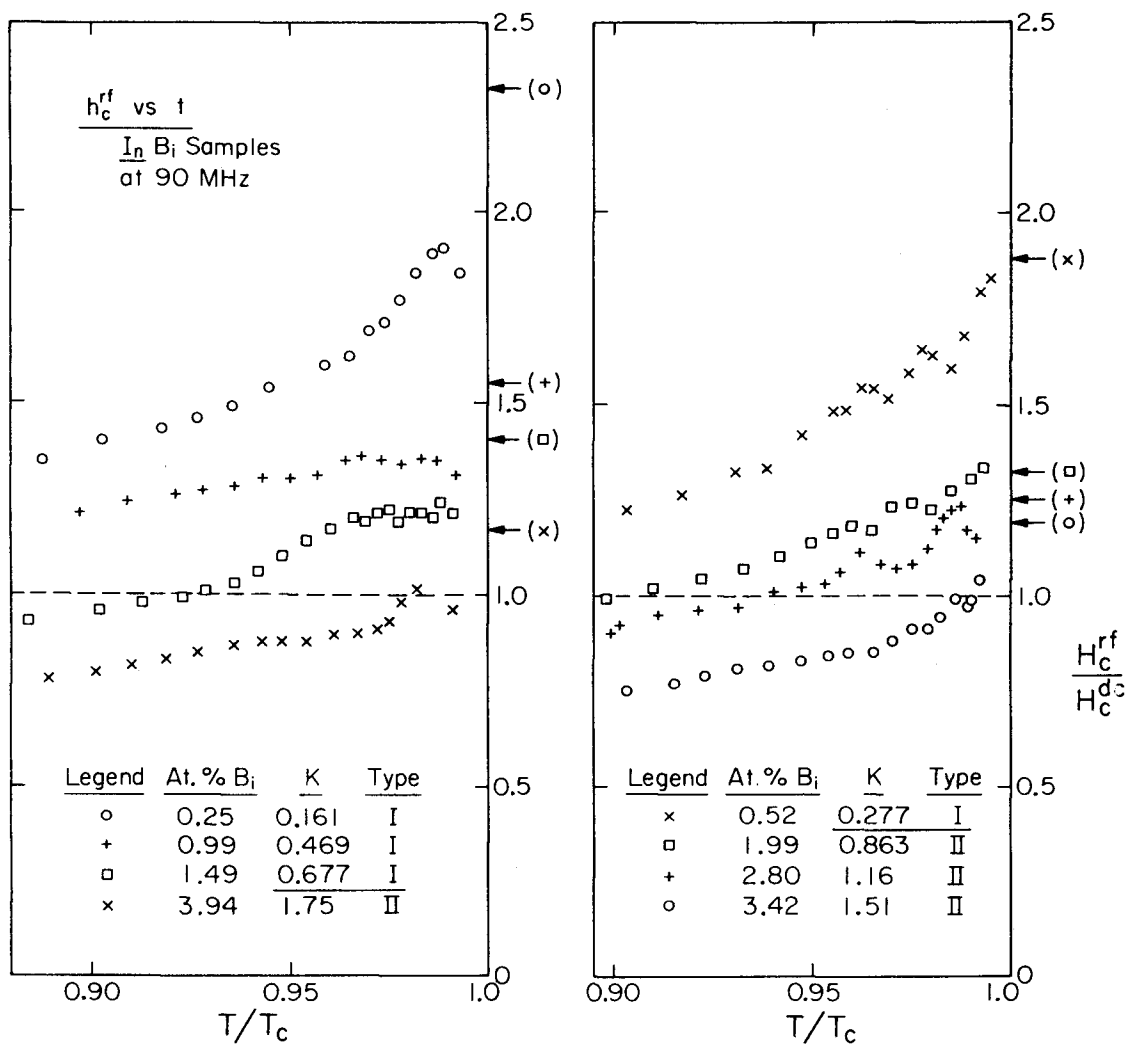 h_c^rf vs t
In Bi Samples
at 90 MHz
2.5
2.0
1.5
1.0
0.5
0
(o)
(+)
(□)
(×)
Legend At. % Bi K Type
o 0.25 0.161 I
+ 0.99 0.469 I
□ 1.49 0.677 I
× 3.94 1.75 II
0.90 0.95 1.0
T/Tc
2.5
2.0
1.5
1.0
0.5
0
(×)
(□)
(+)
(o)
H_c^rf
H_c^dc
Legend At. % Bi K Type
× 0.52 0.277 I
□ 1.99 0.863 II
+ 2.80 1.16 II
o 3.42 1.51 II
0.90 0.95 1.0
T/Tc